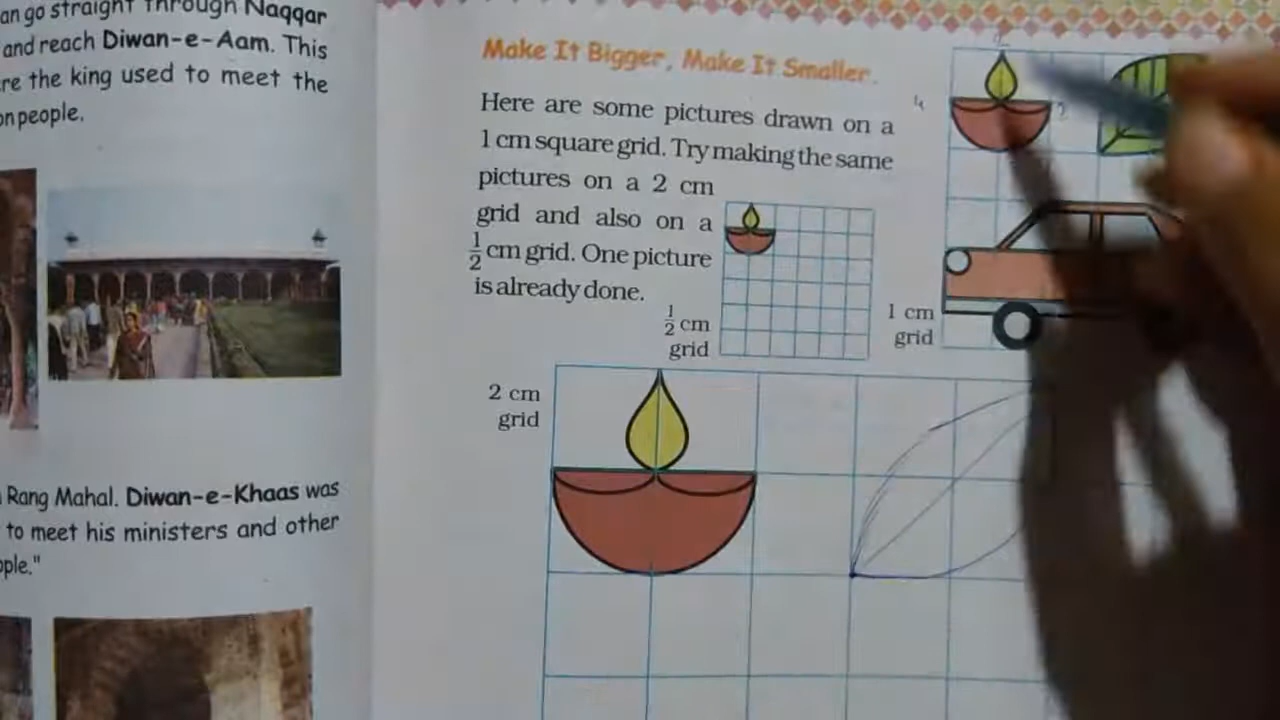 an go straight through Naqqar
and reach Diwan-e-Aam. This
re the king used to meet the
on people.
Rang Mahal. Diwan-e-Khaas was
to meet his ministers and other
ople."
Make It Bigger, Make It Smaller
Here are some pictures drawn on a
1 cm square grid. Try making the same
pictures on a 2 cm
grid and also on a
1/2 cm grid. One picture
is already done.
1/2 cm
grid
1 cm
grid
2 cm
grid